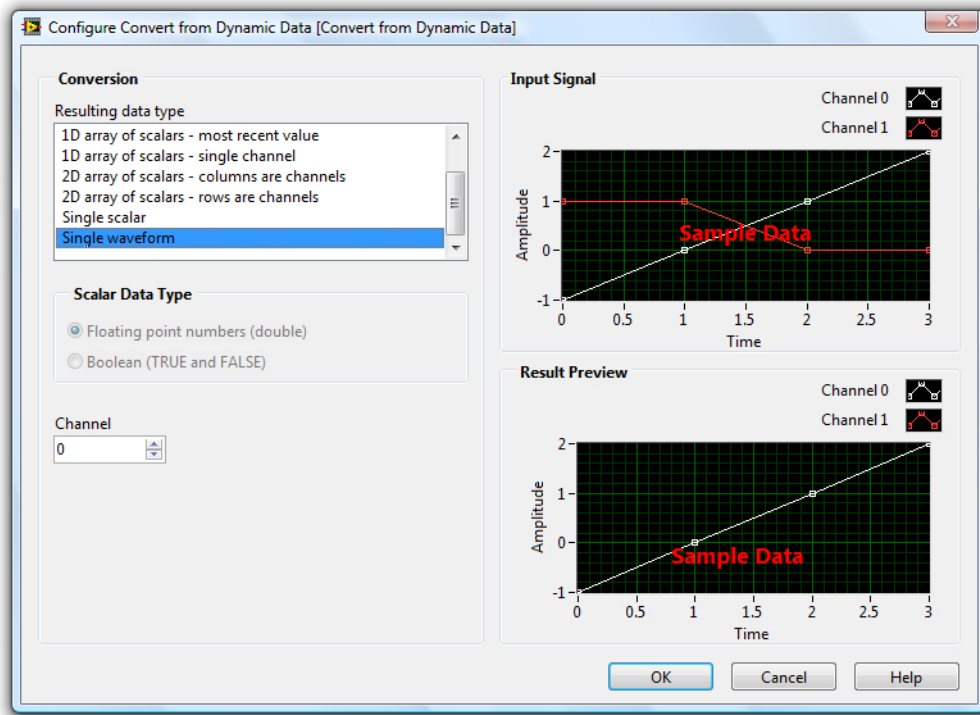 Configure Convert from Dynamic Data [Convert from Dynamic Data]
Conversion
Resulting data type
1D array of scalars - most recent value
1D array of scalars - single channel
2D array of scalars - columns are channels
2D array of scalars - rows are channels
Single scalar
Single waveform
Scalar Data Type
Floating point numbers (double)
Boolean (TRUE and FALSE)
Channel
0
Input Signal
Channel 0
Channel 1
2
1
0
-1
Amplitude
Sample Data
0 0.5 1 1.5 2 2.5 3
Time
Result Preview
Channel 0
Channel 1
2
1
0
-1
Amplitude
Sample Data
0 0.5 1 1.5 2 2.5 3
Time
OK Cancel Help